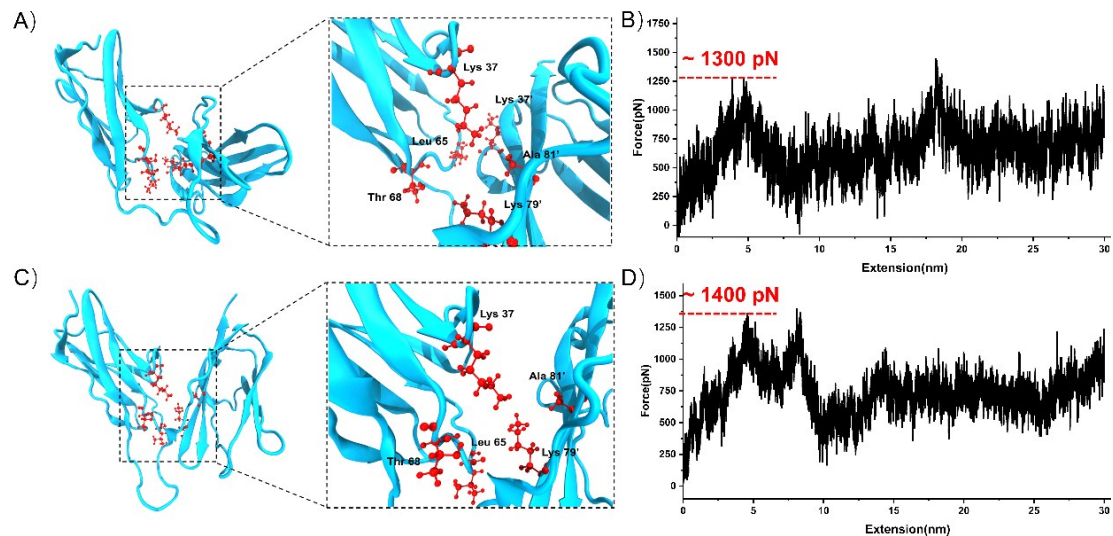 A)
Lys 37
Lys 37'
Leu 65
Ala 81'
Thr 68
Lys 79'
B)
~ 1300 pN
1750
1500
1250
1000
750
500
250
0
Force(pN)
0 5 10 15 20 25 30
Extension(nm)
C)
Lys 37
Ala 81'
Leu 65
Thr 68
Lys 79'
D)
~ 1400 pN
1500
1250
1000
750
500
250
0
Force(pN)
0 5 10 15 20 25 30
Extension(nm)